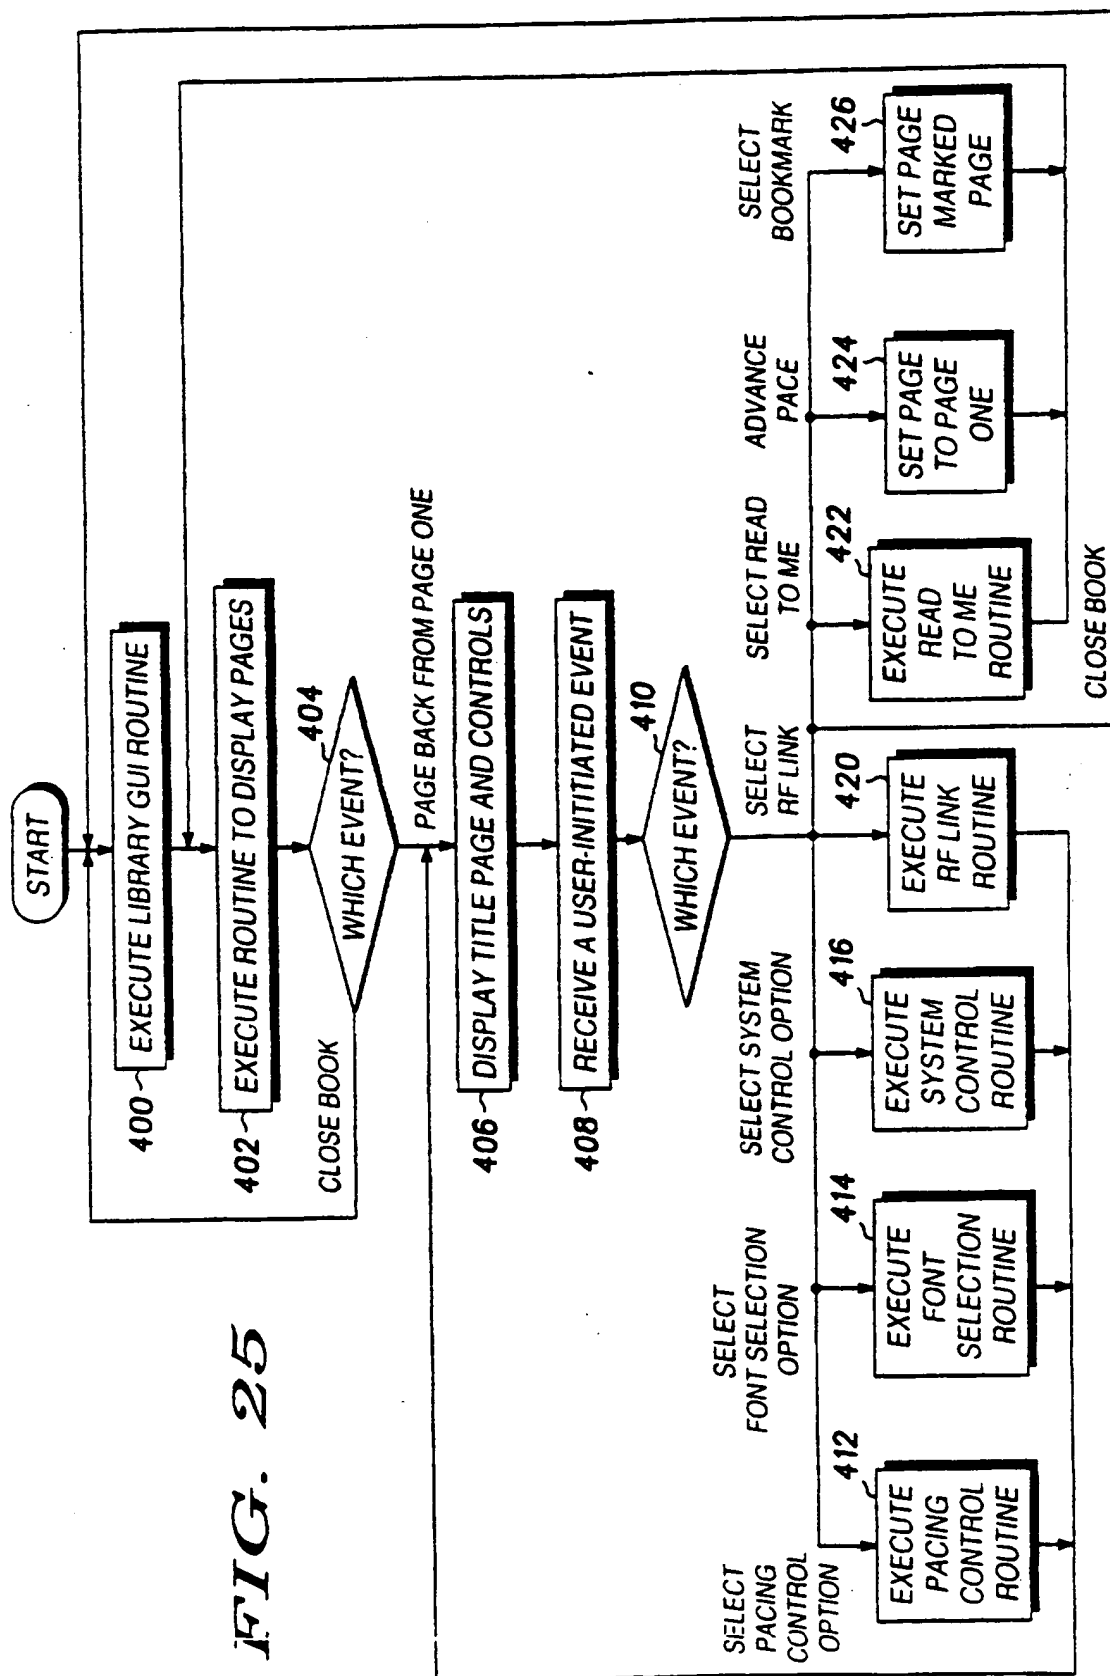 FIG. 25
START
EXECUTE LIBRARY GUI ROUTINE
400
EXECUTE ROUTINE TO DISPLAY PAGES
402
WHICH EVENT?
404
CLOSE BOOK
PAGE BACK FROM PAGE ONE
DISPLAY TITLE PAGE AND CONTROLS
406
RECEIVE A USER-INITIATED EVENT
408
WHICH EVENT?
410
SELECT
PACING
CONTROL
OPTION
412
EXECUTE
PACING
CONTROL
ROUTINE
SELECT
FONT SELECTION
OPTION
414
EXECUTE
FONT
SELECTION
ROUTINE
SELECT SYSTEM
CONTROL OPTION
416
EXECUTE
SYSTEM
CONTROL
ROUTINE
SELECT
RF LINK
420
EXECUTE
RF LINK
ROUTINE
SELECT READ
TO ME
422
EXECUTE
READ
TO ME
ROUTINE
ADVANCE
PACE
424
SET PAGE
TO PAGE
ONE
SELECT
BOOKMARK
426
SET PAGE
MARKED
PAGE
CLOSE BOOK